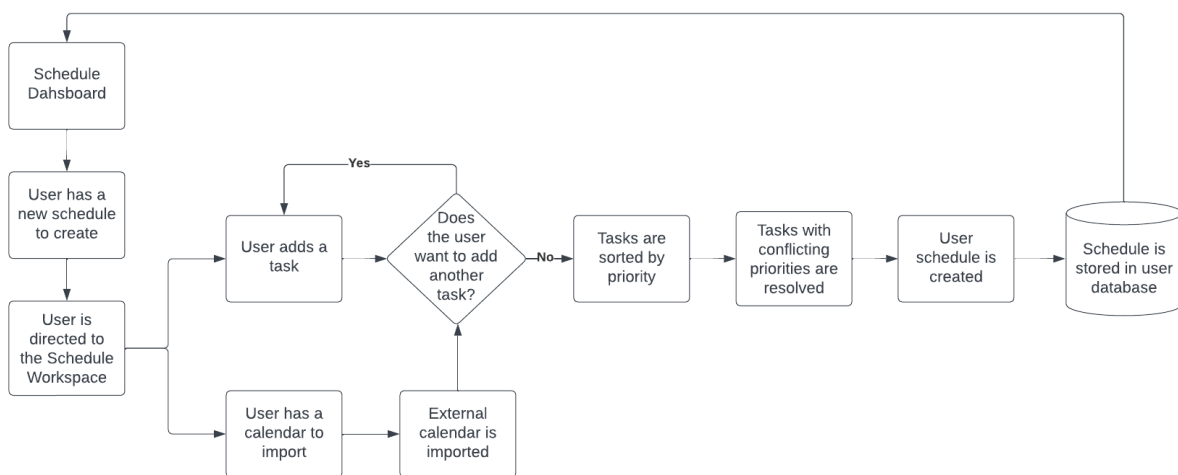 Schedule
Dahsboard
User has a
new schedule
to create
User is
directed to
the Schedule
Workspace
User adds a
task
Yes
Does
the user
want to add
another
task?
No
Tasks are
sorted by
priority
Tasks with
conflicting
priorities are
resolved
User
schedule is
created
Schedule is
stored in user
database
User has a
calendar to
import
External
calendar is
imported